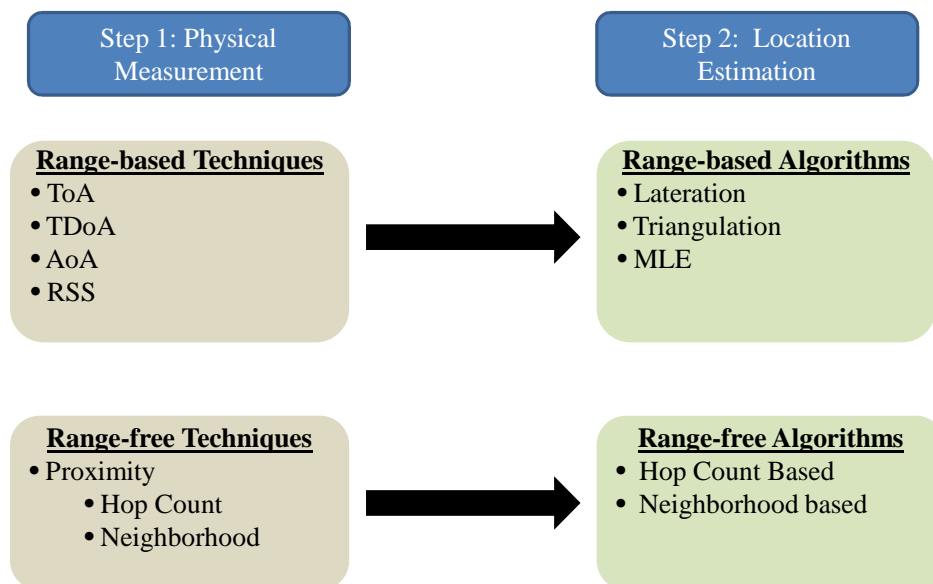 Step 1: Physical
Measurement
Step 2: Location
Estimation
Range-based Techniques
• ToA
• TDoA
• AoA
• RSS
Range-based Algorithms
• Lateration
• Triangulation
• MLE
Range-free Techniques
• Proximity
• Hop Count
• Neighborhood
Range-free Algorithms
• Hop Count Based
• Neighborhood based